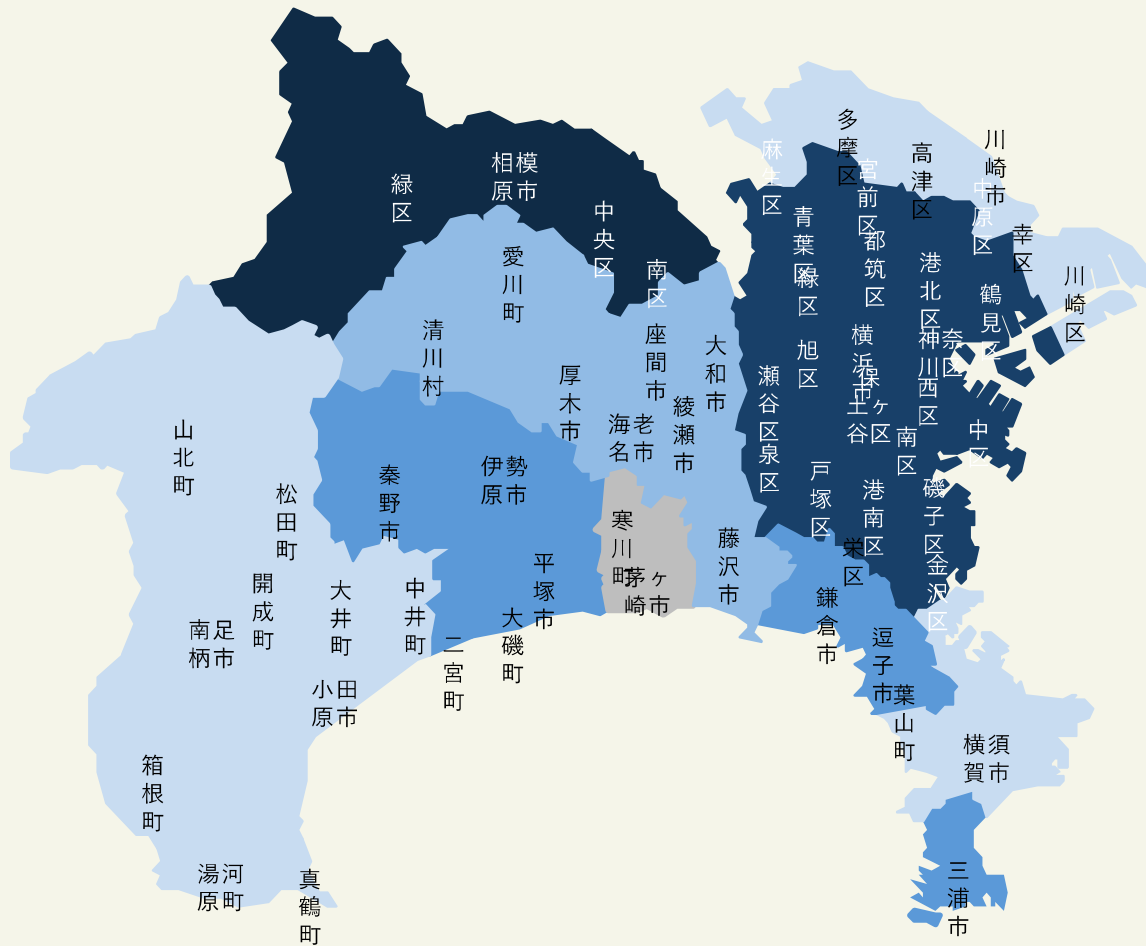 相模原市
緑区
中央区
南区
愛川町
清川村
厚木市
座間市
大和市
海老名市
綾瀬市
伊勢原市
秦野市
平塚市
大磯町
二宮町
寒川町
茅ヶ崎市
藤沢市
鎌倉市
逗子市
葉山町
横須賀市
三浦市
山北町
松田町
開成町
大井町
中井町
南足柄市
小田原市
箱根町
湯河原町
真鶴町
川崎市
麻生区
多摩区
宮前区
高津区
中原区
幸区
川崎区
横浜市
青葉区
都筑区
港北区
緑区
鶴見区
神奈川区
旭区
瀬谷区
保土ヶ谷区
西区
中区
南区
泉区
戸塚区
港南区
磯子区
栄区
金沢区